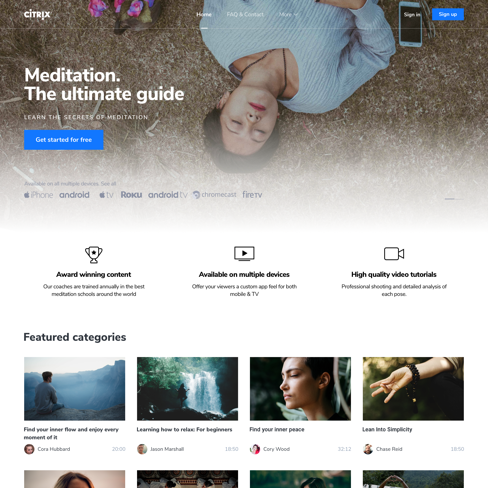 CITRIX
Home
FAQ & Contact
More
Sign in
Sign up
Meditation.
The ultimate guide
LEARN THE SECRETS OF MEDITATION
Get started for free
Available on all multiple devices. See all
iPhone android tv Roku android tv chromecast fire tv
Award winning content
Our coaches are trained annually in the best
meditation schools around the world
Available on multiple devices
Offer your viewers a custom app feel for both
mobile & TV
High quality video tutorials
Professional shooting and detailed analysis of
each pose.
Featured categories
Find your inner flow and enjoy every
moment of it
Cora Hubbard 20:00
Learning how to relax: For beginners
Jason Marshall 18:50
Find your inner peace
Cory Wood 32:12
Lean Into Simplicity
Chase Reid 18:50